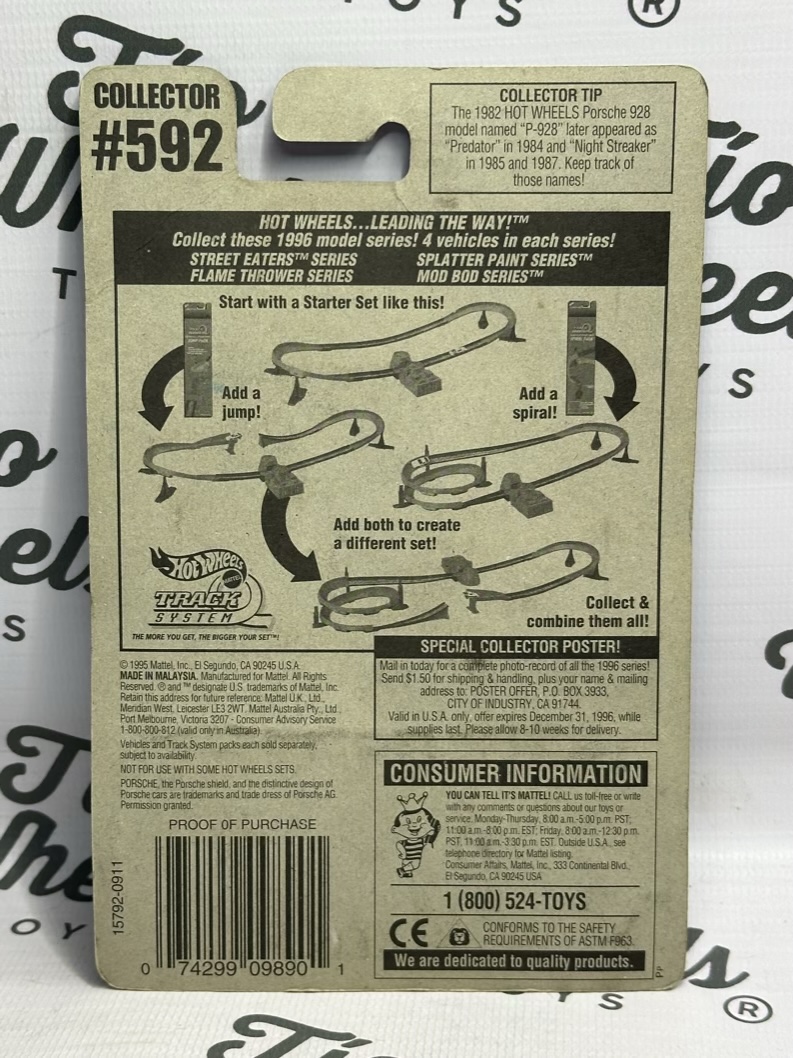 COLLECTOR
#592
COLLECTOR TIP
The 1982 HOT WHEELS Porsche 928
model named "P-928" later appeared as
"Predator" in 1984 and "Night Streaker"
in 1985 and 1987. Keep track of
those names!
HOT WHEELS...LEADING THE WAY!™
Collect these 1996 model series! 4 vehicles in each series!
STREET EATERS™ SERIES
SPLATTER PAINT SERIES™
FLAME THROWER SERIES
MOD BOD SERIES™
Start with a Starter Set like this!
Add a
jump!
Add a
spiral!
Add both to create
a different set!
Hot Wheels
MATTEL
TRACK
SYSTEM
THE MORE YOU GET, THE BIGGER YOUR SET™!
Collect &
combine them all!
SPECIAL COLLECTOR POSTER!
Mail in today for a complete photo-record of all the 1996 series!
Send $1.50 for shipping & handling, plus your name & mailing
address to: POSTER OFFER, P.O. BOX 3933,
CITY OF INDUSTRY, CA 91744.
Valid in U.S.A. only, offer expires December 31, 1996, while
supplies last. Please allow 8-10 weeks for delivery.
© 1995 Mattel, Inc., El Segundo, CA 90245 U.S.A.
MADE IN MALAYSIA. Manufactured for Mattel. All Rights
Reserved. ® and ™ designate U.S. trademarks of Mattel, Inc.
Retain this address for future reference: Mattel U.K., Ltd.,
Meridian West, Leicester LE3 2WT. Mattel Australia Pty., Ltd.,
Port Melbourne, Victoria 3207 - Consumer Advisory Service
1-800-800-812 (valid only in Australia).
Vehicles and Track System packs each sold separately,
subject to availability.
NOT FOR USE WITH SOME HOT WHEELS SETS.
PORSCHE, the Porsche shield, and the distinctive design of
Porsche cars are trademarks and trade dress of Porsche AG.
Permission granted.
PROOF OF PURCHASE
15792-0911
0 74299 09890 1
CONSUMER INFORMATION
YOU CAN TELL IT'S MATTEL! CALL us toll-free or write
with any comments or questions about our toys or
service. Monday-Thursday, 8:00 a.m.-5:00 p.m. PST;
11:00 a.m.-8:00 p.m. EST; Friday, 8:00 a.m.-12:30 p.m.
PST, 11:00 a.m.-3:30 p.m. EST. Outside U.S.A., see
telephone directory for Mattel listing.
Consumer Affairs, Mattel, Inc., 333 Continental Blvd.,
El Segundo, CA 90245 USA
1 (800) 524-TOYS
CE
CONFORMS TO THE SAFETY
REQUIREMENTS OF ASTM F963.
We are dedicated to quality products.
PP